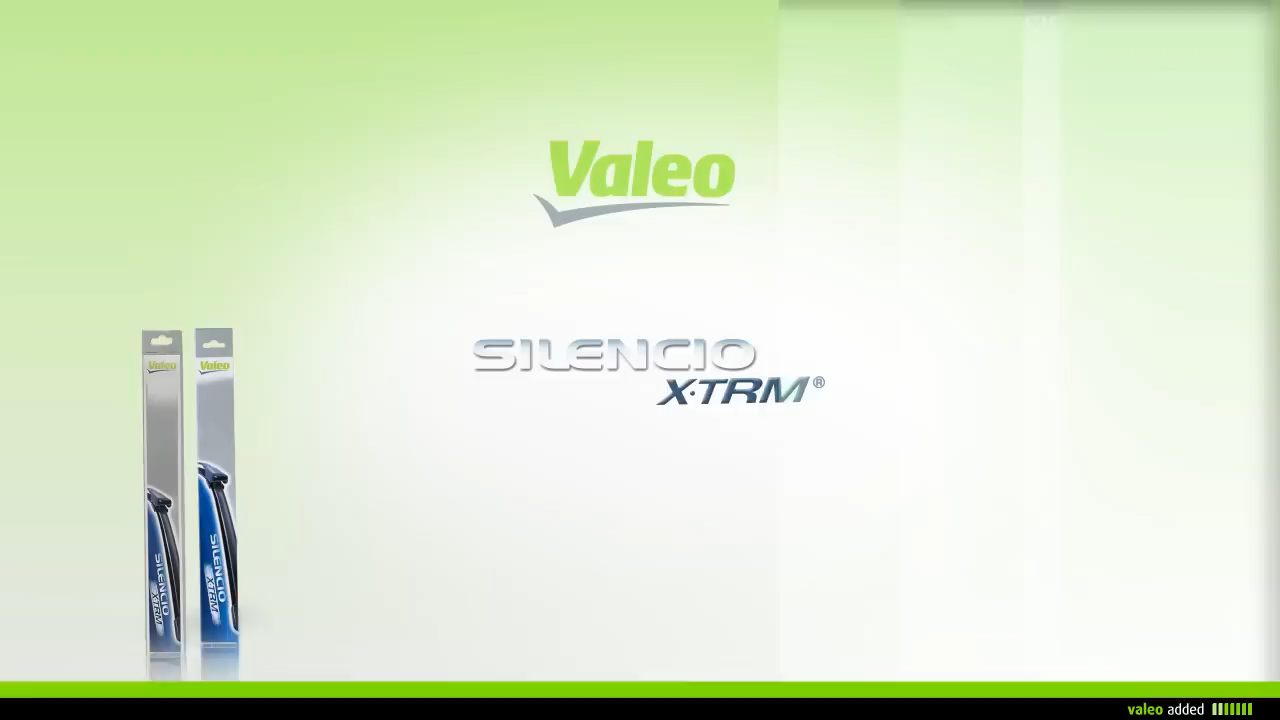 Valeo
SILENCIO
X·TRM®
Valeo
SILENCIO
X·TRM
Valeo
SILENCIO
X·TRM
valeo added